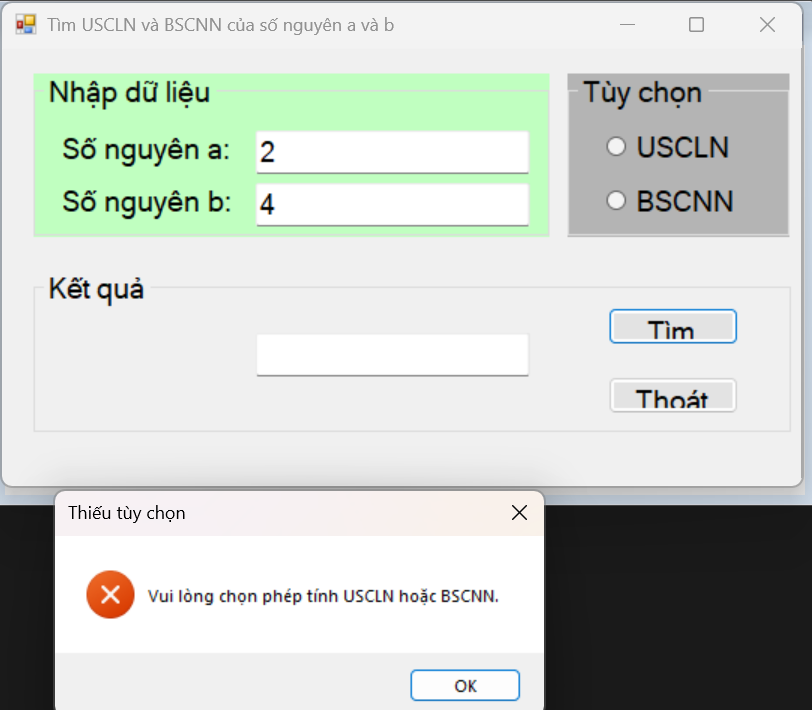 Tìm USCLN và BSCNN của số nguyên a và b
Nhập dữ liệu
Số nguyên a: 2
Số nguyên b: 4
Tùy chọn
USCLN
BSCNN
Kết quả
Tìm
Thoát
Thiếu tùy chọn
Vui lòng chọn phép tính USCLN hoặc BSCNN.
OK